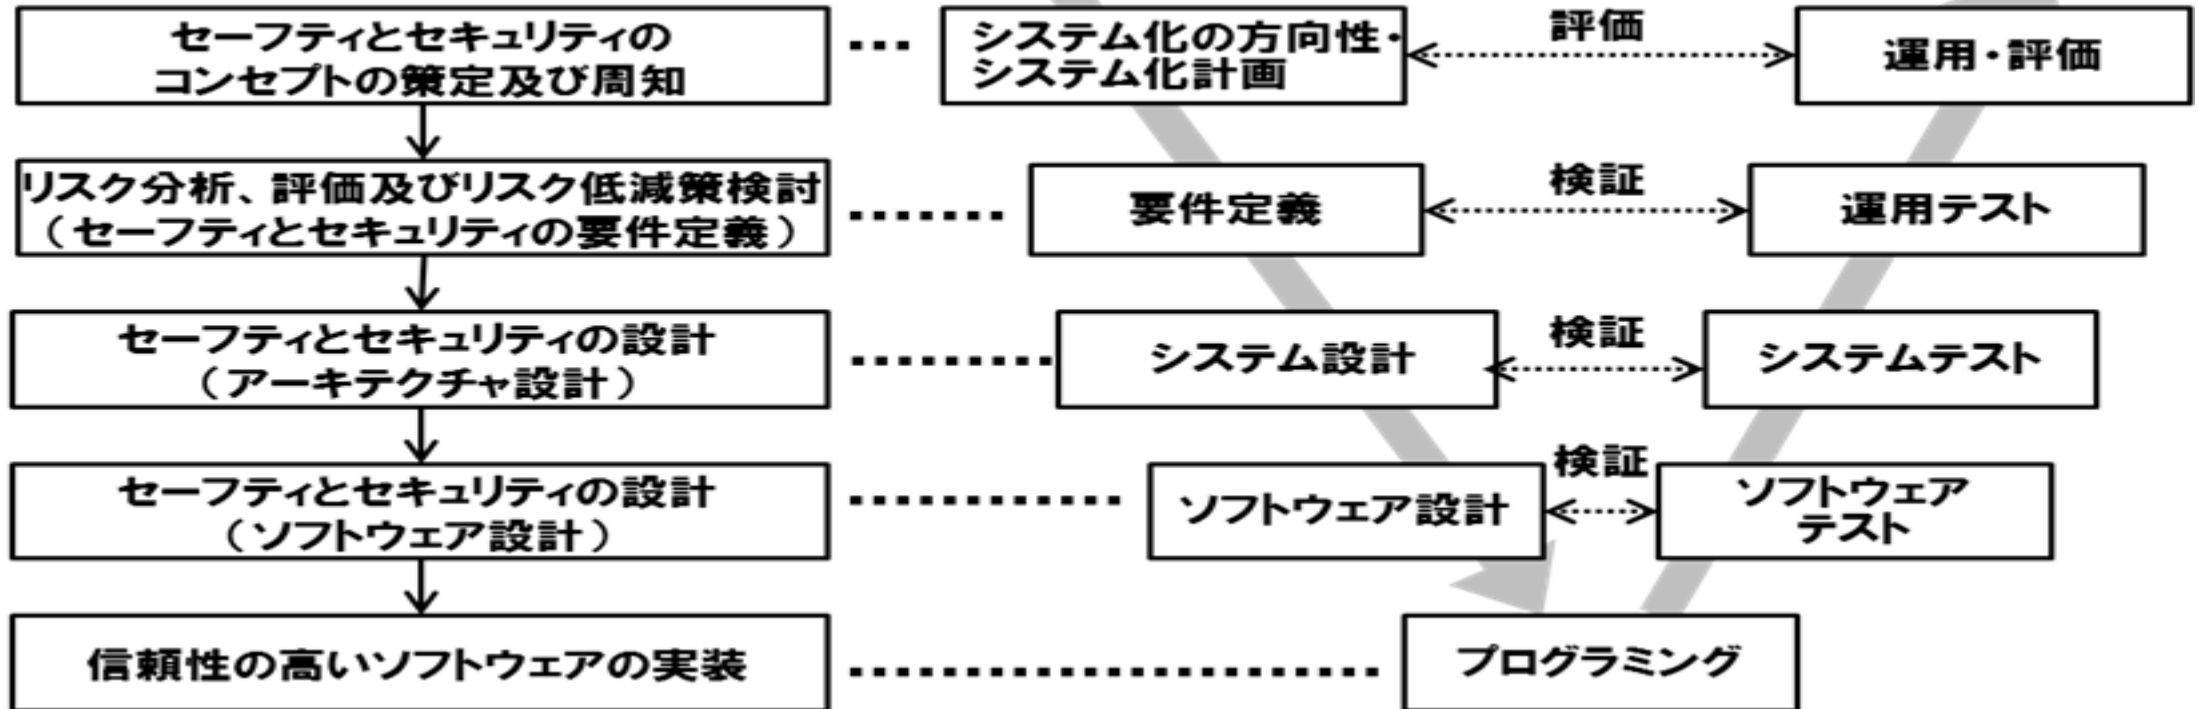 セーフティとセキュリティの
コンセプトの策定及び周知
システム化の方向性・
システム化計画
評価
運用・評価
リスク分析、評価及びリスク低減策検討
（セーフティとセキュリティの要件定義）
要件定義
検証
運用テスト
セーフティとセキュリティの設計
（アーキテクチャ設計）
システム設計
検証
システムテスト
セーフティとセキュリティの設計
（ソフトウェア設計）
ソフトウェア設計
検証
ソフトウェア
テスト
信頼性の高いソフトウェアの実装
プログラミング